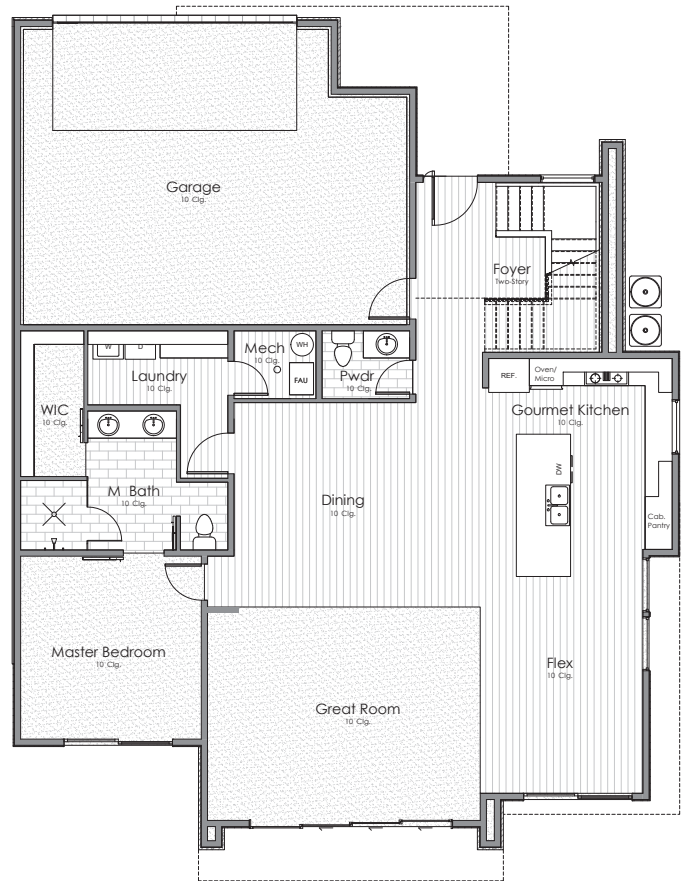 Garage
10 Clg.
Foyer
Two-Story
Mech
10 Clg.
WH
FAU
W
D
Laundry
10 Clg.
Pwdr
10 Clg.
REF.
Oven/
Micro
WIC
10 Clg.
Gourmet Kitchen
10 Clg.
DW
M Bath
10 Clg.
Dining
10 Clg.
Cab.
Pantry
Master Bedroom
10 Clg.
Flex
10 Clg.
Great Room
10 Clg.